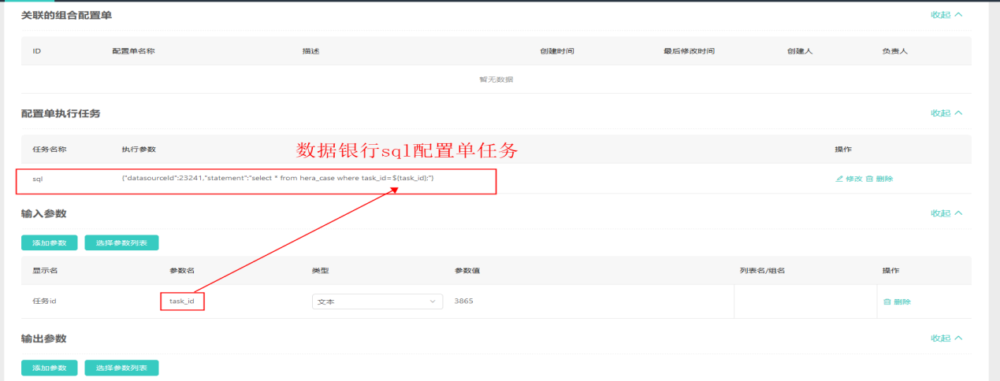 关联的组合配置单 收起
ID 配置单名称 描述 创建时间 最后修改时间 创建人 负责人
暂无数据
配置单执行任务 收起
任务名称 执行参数 数据银行sql配置单任务 操作
sql {"datasourceId":23241,"statement":"select * from hera_case where task_id=${task_id};"} 修改 删除
输入参数 收起
添加参数 选择参数列表
显示名 参数名 类型 参数值 列表名/组名 操作
任务id task_id 文本 3865 删除
输出参数 收起
添加参数 选择参数列表